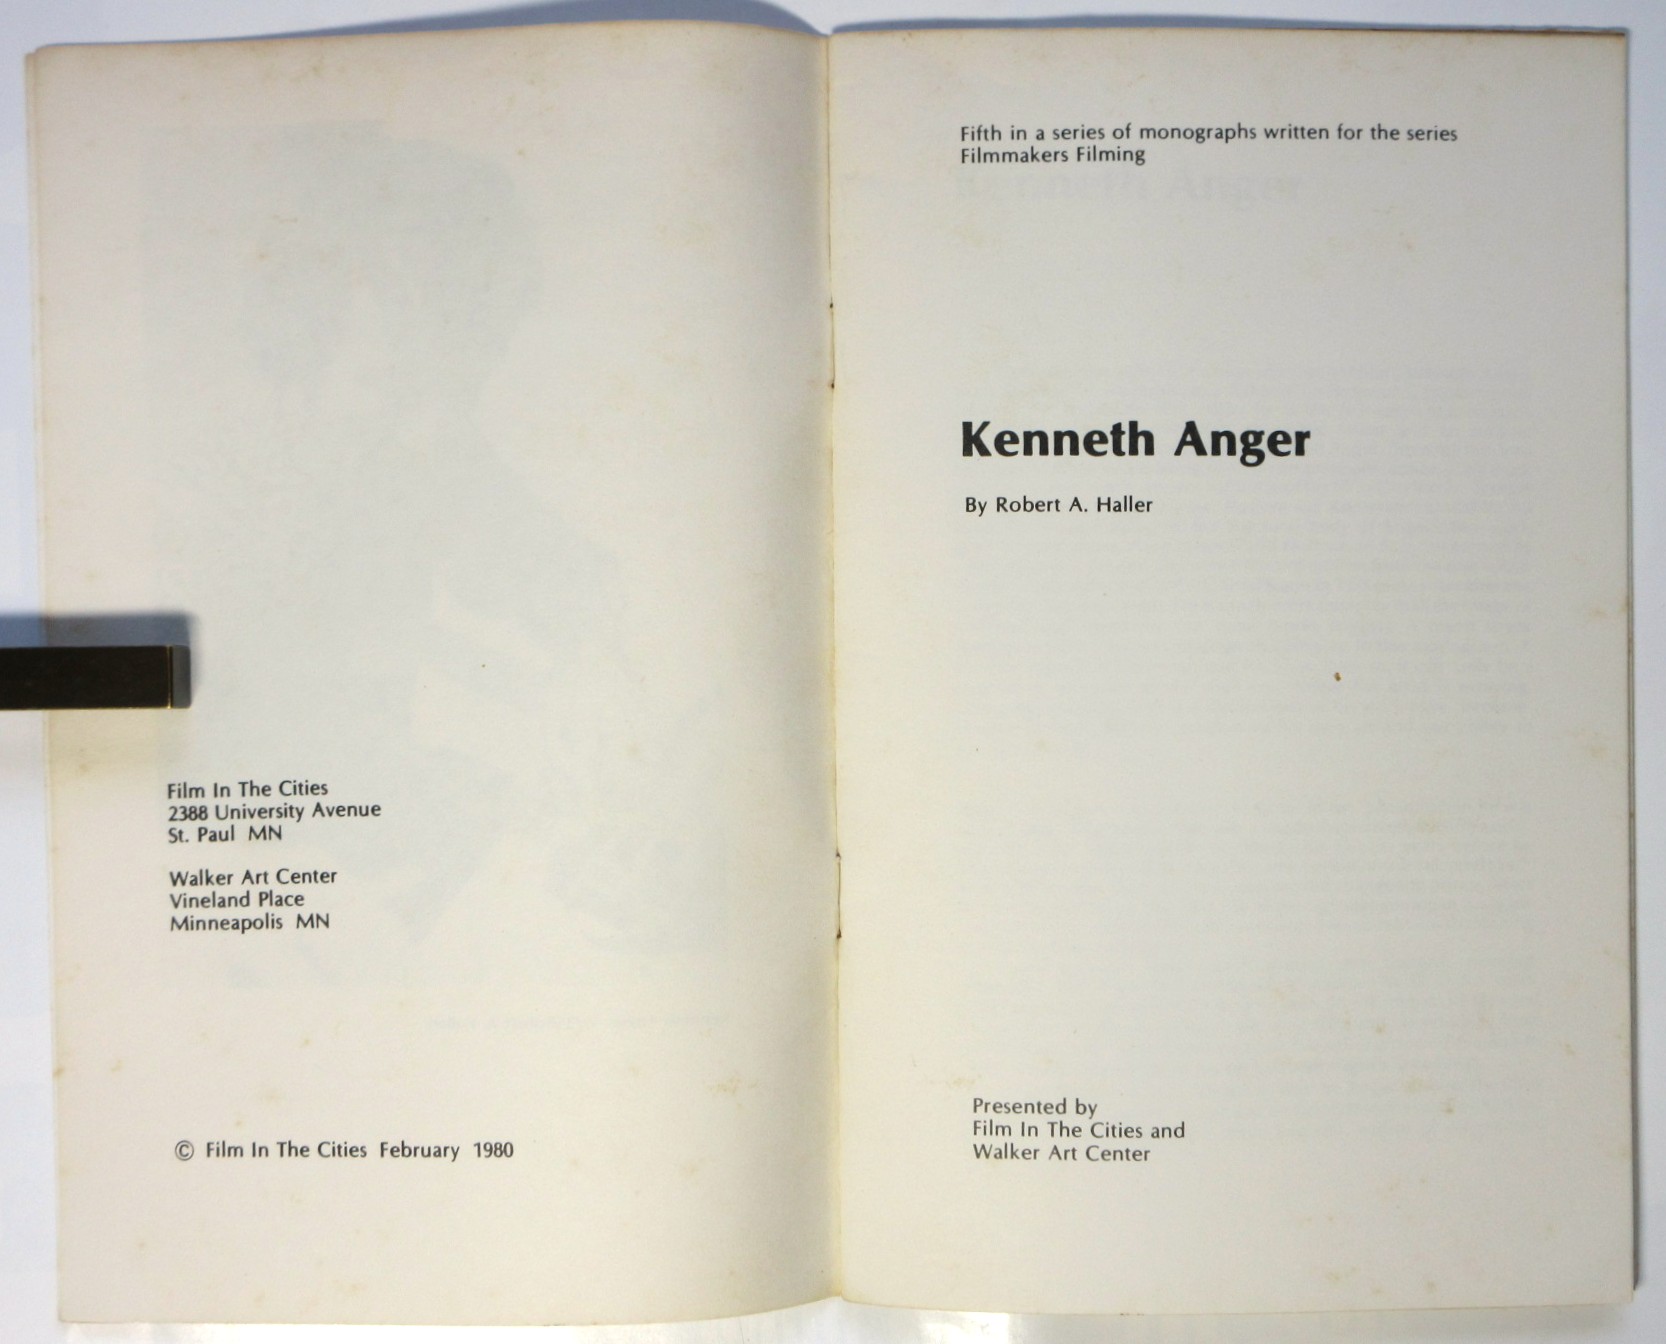 Film In The Cities
2388 University Avenue
St. Paul MN
Walker Art Center
Vineland Place
Minneapolis MN
© Film In The Cities February 1980
Fifth in a series of monographs written for the series
Filmmakers Filming
Kenneth Anger
By Robert A. Haller
Presented by
Film In The Cities and
Walker Art Center